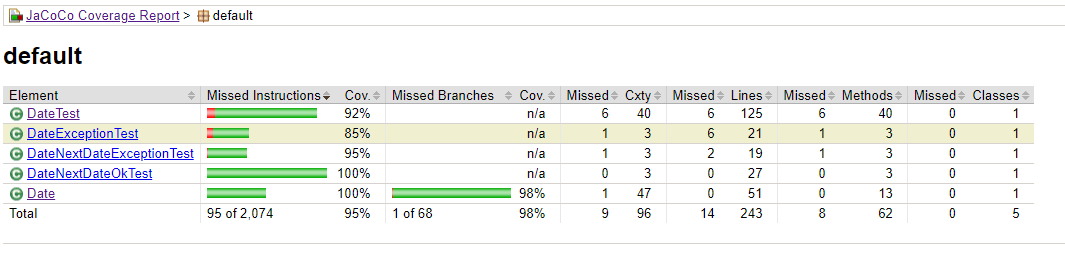 JaCoCo Coverage Report > default
default
Element Missed Instructions Cov. Missed Branches Cov. Missed Cxty Missed Lines Missed Methods Missed Classes
DateTest 92% n/a 6 40 6 125 6 40 0 1
DateExceptionTest 85% n/a 1 3 6 21 1 3 0 1
DateNextDateExceptionTest 95% n/a 1 3 2 19 1 3 0 1
DateNextDateOkTest 100% n/a 0 3 0 27 0 3 0 1
Date 100% 98% 1 47 0 51 0 13 0 1
Total 95 of 2,074 95% 1 of 68 98% 9 96 14 243 8 62 0 5